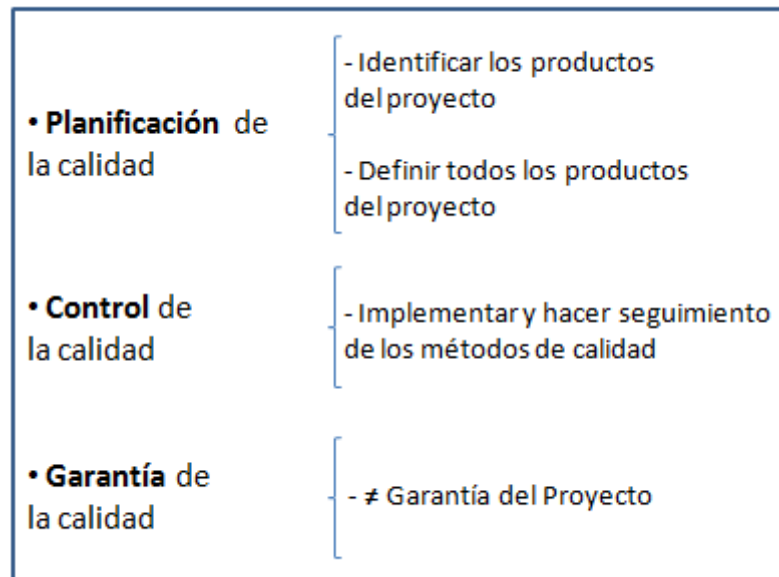 - Identificar los productos
del proyecto
• Planificación de
la calidad
- Definir todos los productos
del proyecto
• Control de
la calidad
- Implementar y hacer seguimiento
de los métodos de calidad
• Garantía de
la calidad
- ≠ Garantía del Proyecto